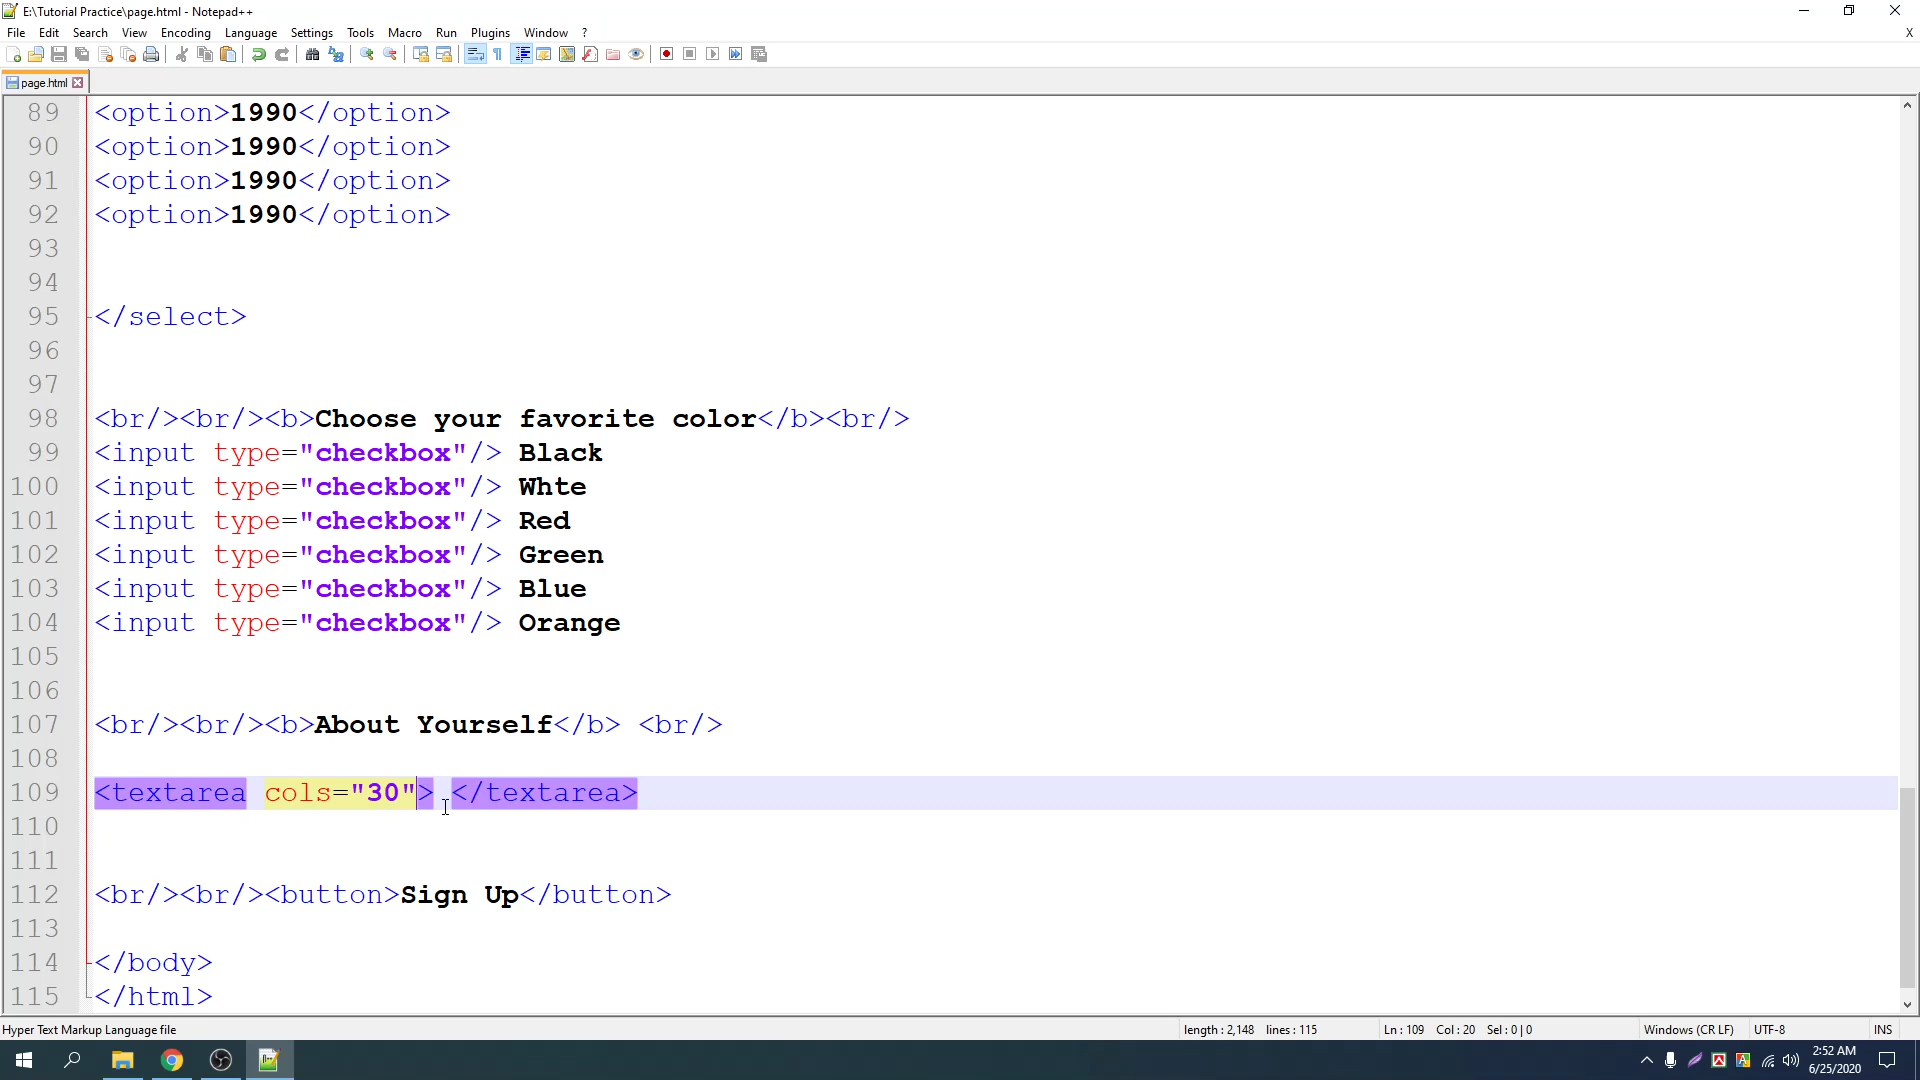 E:\Tutorial Practice\page.html - Notepad++
File Edit Search View Encoding Language Settings Tools Macro Run Plugins Window ? X
page.html
89 <option>1990</option>
90 <option>1990</option>
91 <option>1990</option>
92 <option>1990</option>
93
94
95 </select>
96
97
98 <br/><br/><b>Choose your favorite color</b><br/>
99 <input type="checkbox"/> Black
100 <input type="checkbox"/> Whte
101 <input type="checkbox"/> Red
102 <input type="checkbox"/> Green
103 <input type="checkbox"/> Blue
104 <input type="checkbox"/> Orange
105
106
107 <br/><br/><b>About Yourself</b> <br/>
108
109 <textarea cols="30"> </textarea>
110
111
112 <br/><br/><button>Sign Up</button>
113
114 </body>
115 </html>
Hyper Text Markup Language file length : 2,148 lines : 115 Ln : 109 Col : 20 Sel : 0 | 0 Windows (CR LF) UTF-8 INS
2:52 AM
6/25/2020